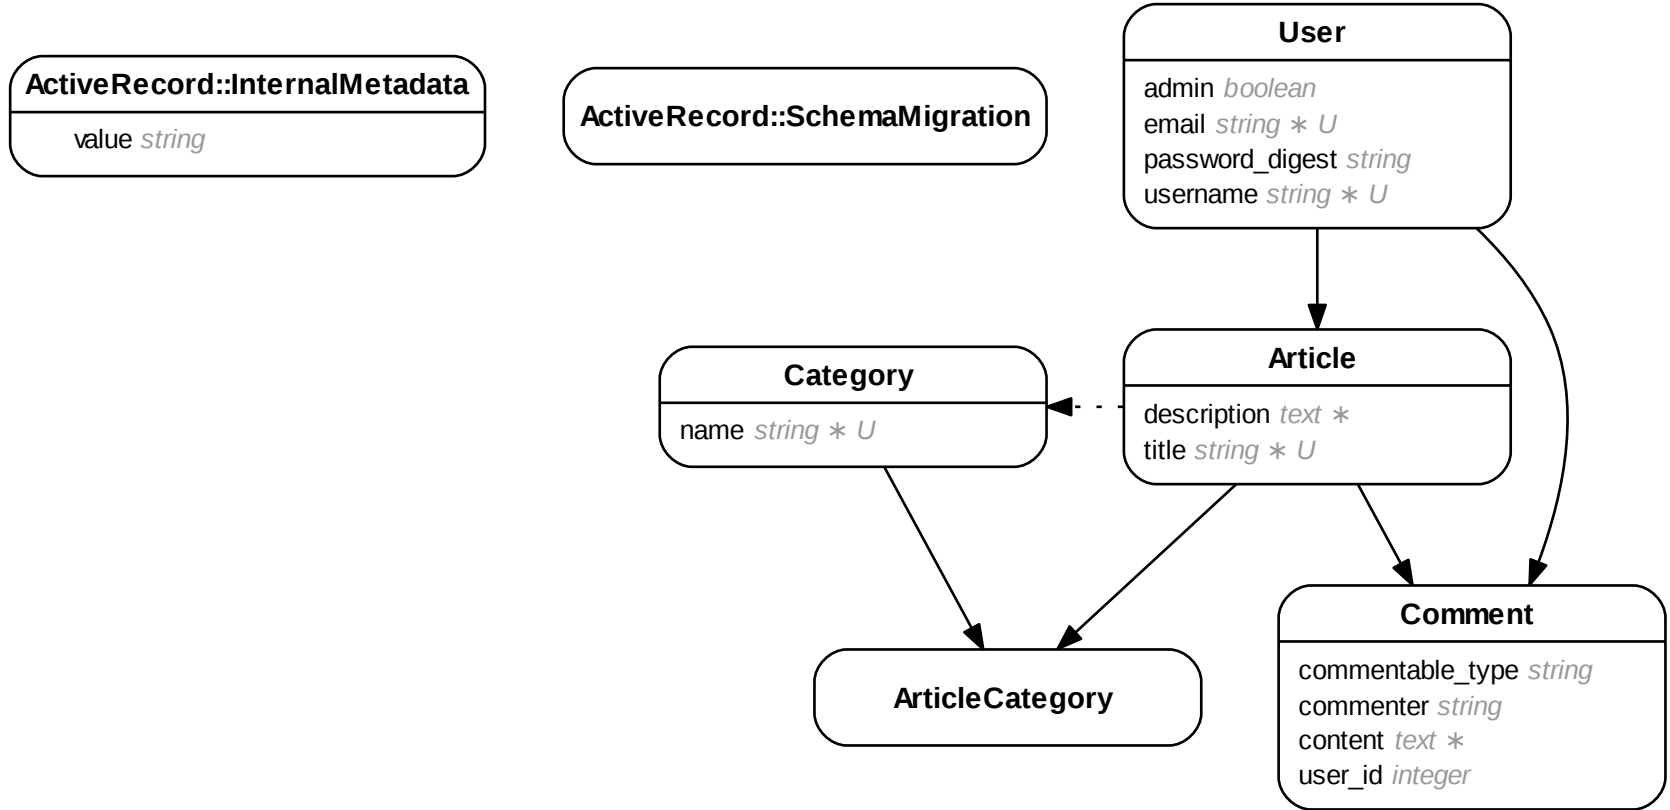 ActiveRecord::InternalMetadata
value string
ActiveRecord::SchemaMigration
User
admin boolean
email string ∗ U
password_digest string
username string ∗ U
Category
name string ∗ U
Article
description text ∗
title string ∗ U
ArticleCategory
Comment
commentable_type string
commenter string
content text ∗
user_id integer